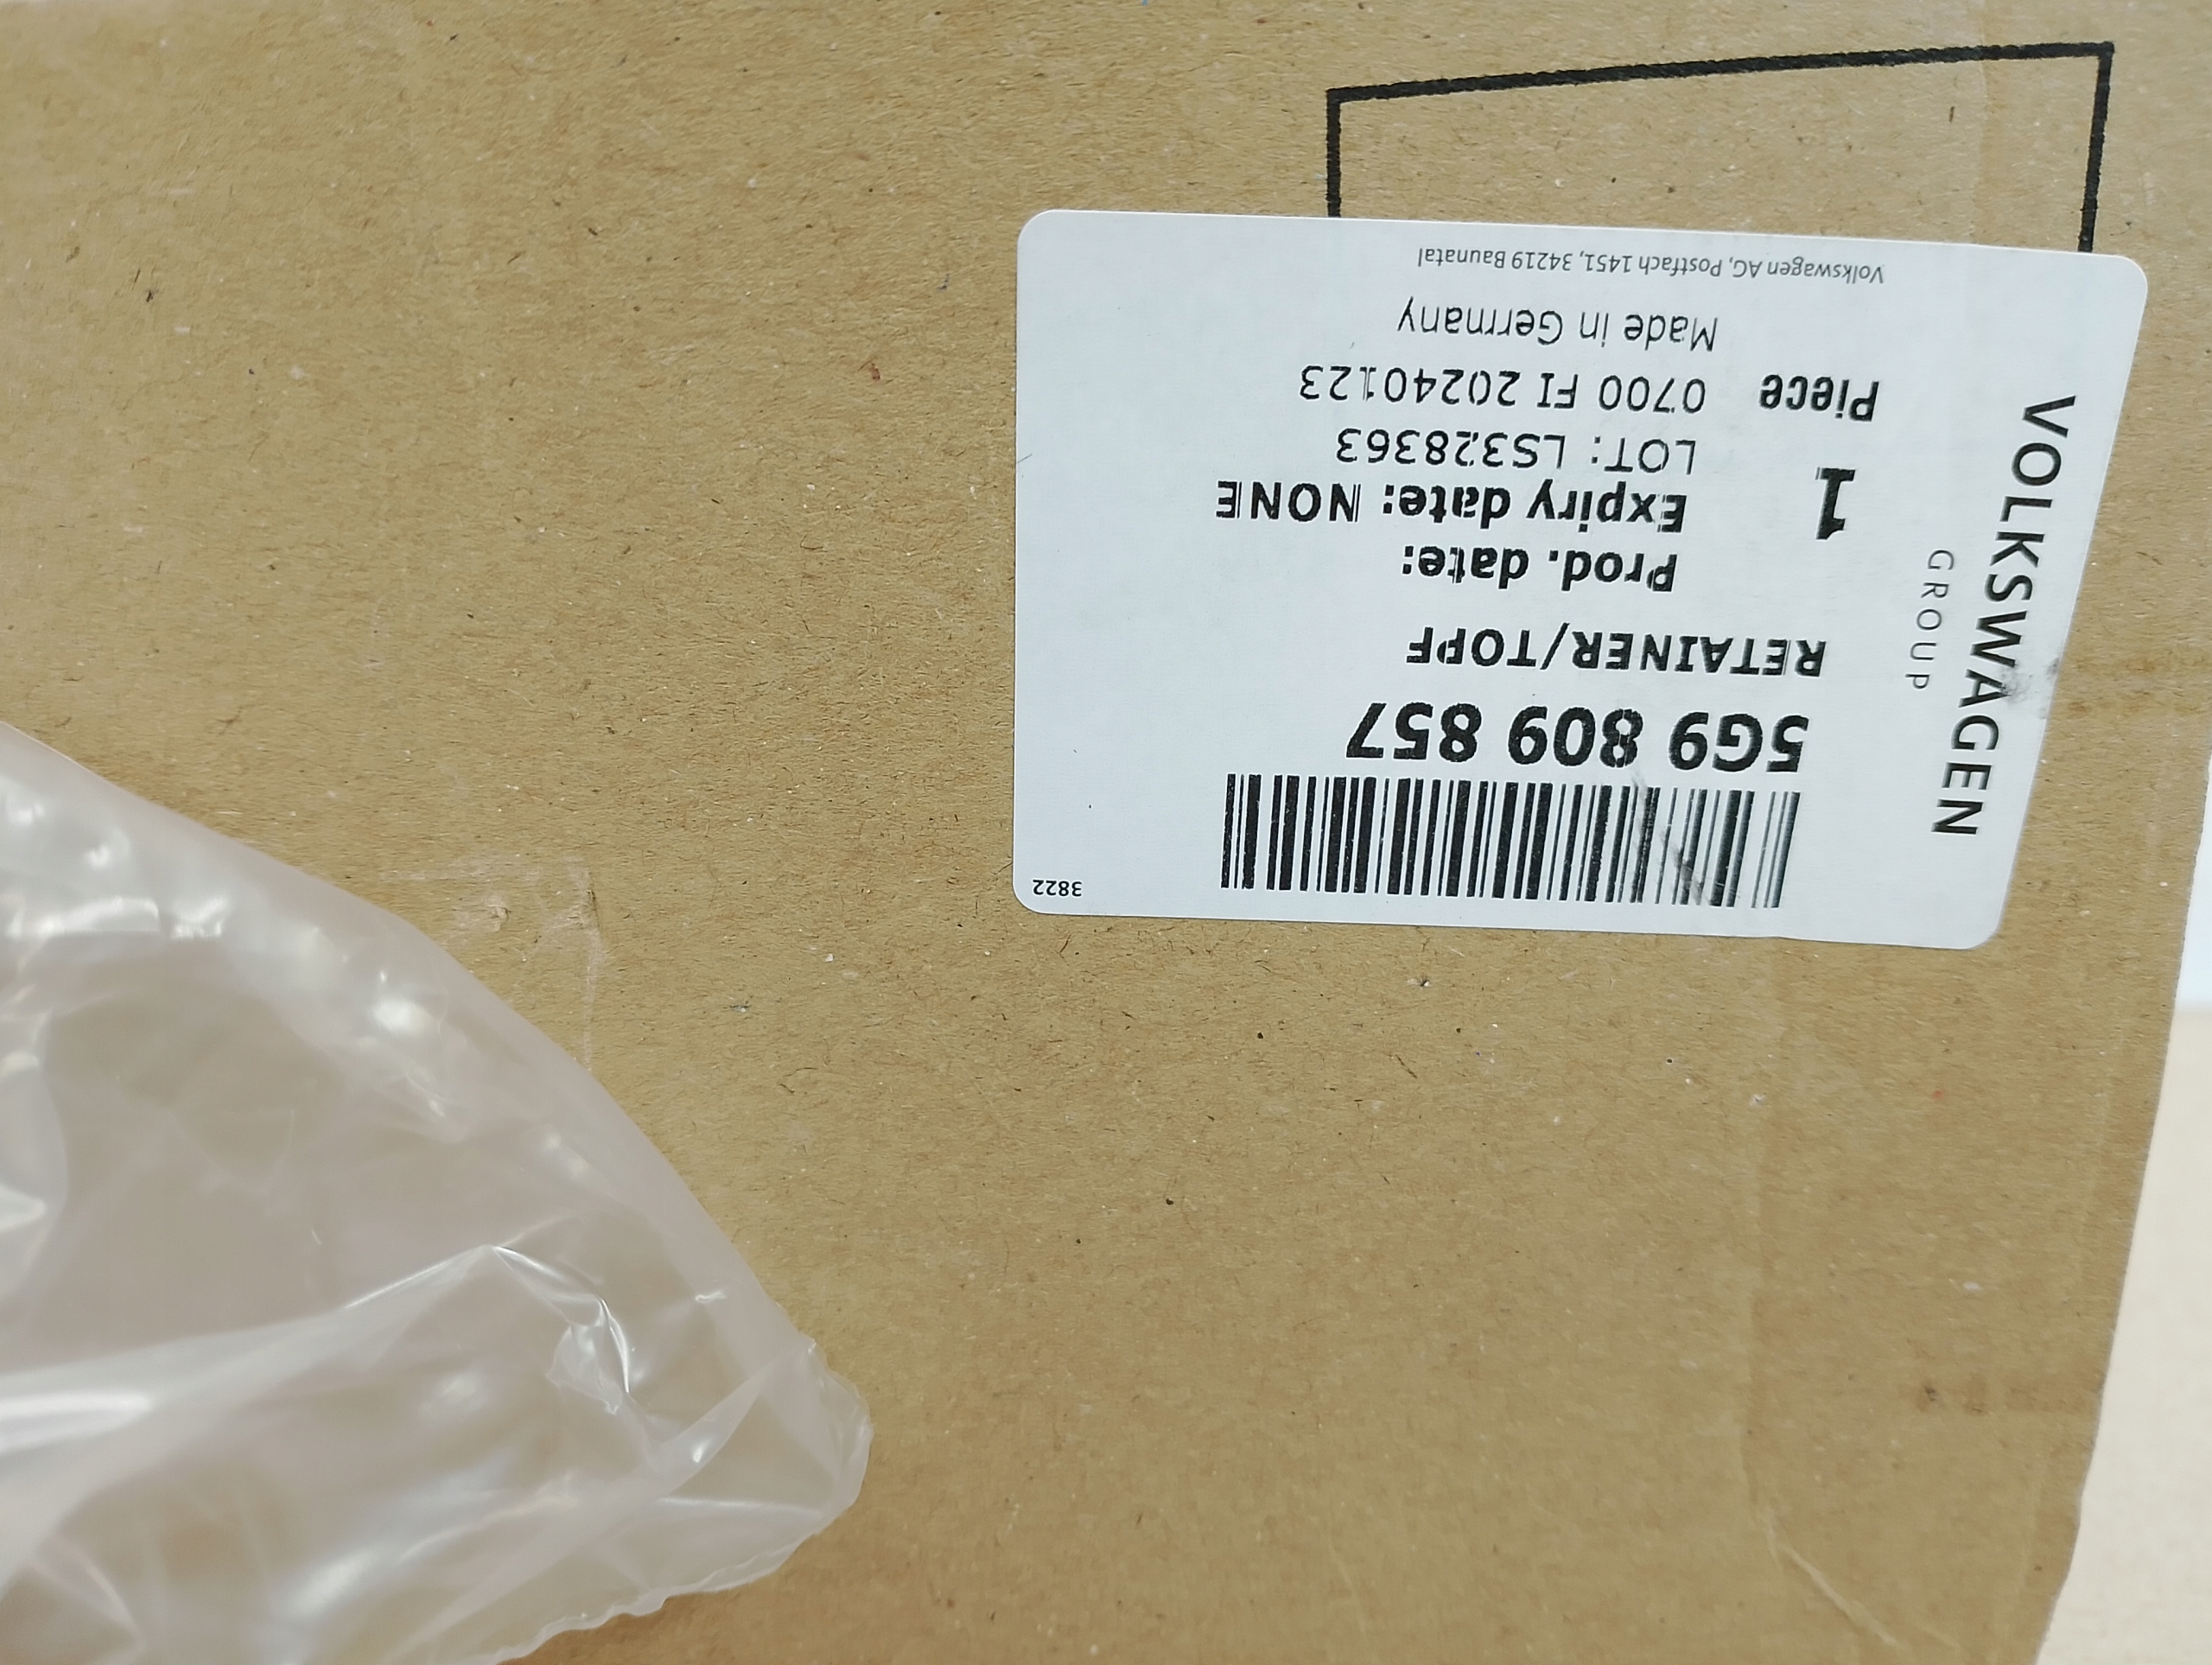 3822
5G9 809 857
RETAINER/TOPF
Prod. date:
Expiry date: NONE
1
LOT: LS328363
Piece
0700 FI 20240123
Made in Germany
Volkswagen AG, Postfach 1451, 34219 Baunatal
VOLKSWAGEN
GROUP